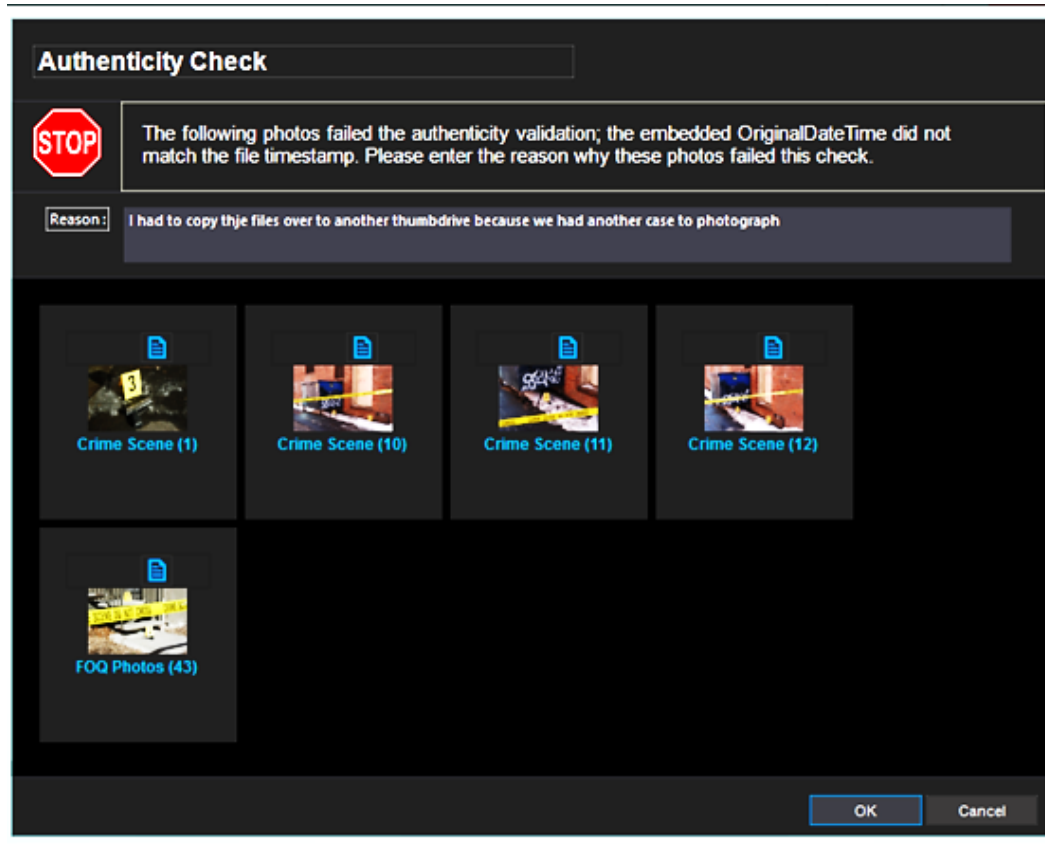 Authenticity Check
STOP
The following photos failed the authenticity validation; the embedded OriginalDateTime did not
match the file timestamp. Please enter the reason why these photos failed this check.
Reason:
I had to copy thje files over to another thumbdrive because we had another case to photograph
3
Crime Scene (1)
Crime Scene (10)
Crime Scene (11)
Crime Scene (12)
FOQ Photos (43)
OK
Cancel